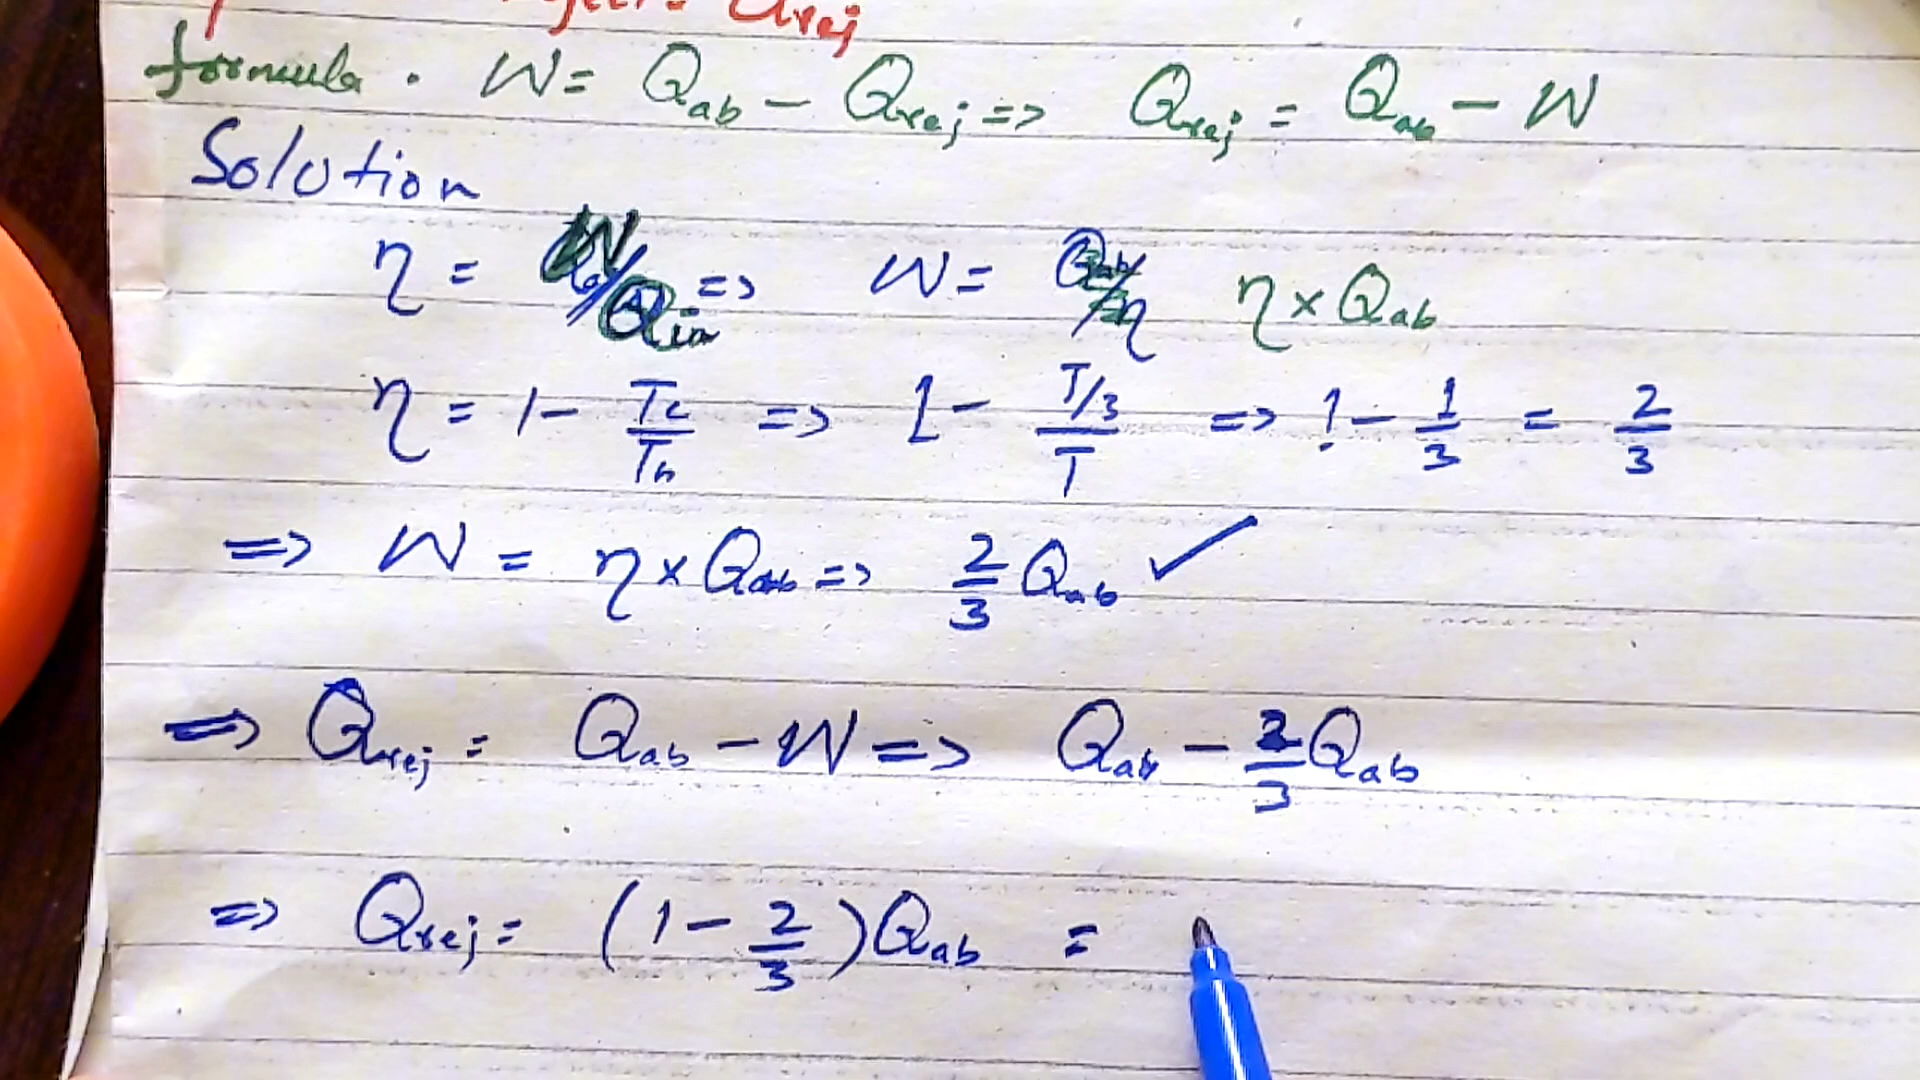 Qrej
formula . W = Qab - Qrej => Qrej = Qab - W
Solution
η = W/Qin => W = η × Qab
η = 1 - Tc/Th => 1 - T/3/T => 1 - 1/3 = 2/3
=> W = η × Qab => 2/3 Qab ✓
=> Qrej = Qab - W => Qab - 2/3 Qab
=> Qrej = (1 - 2/3) Qab =